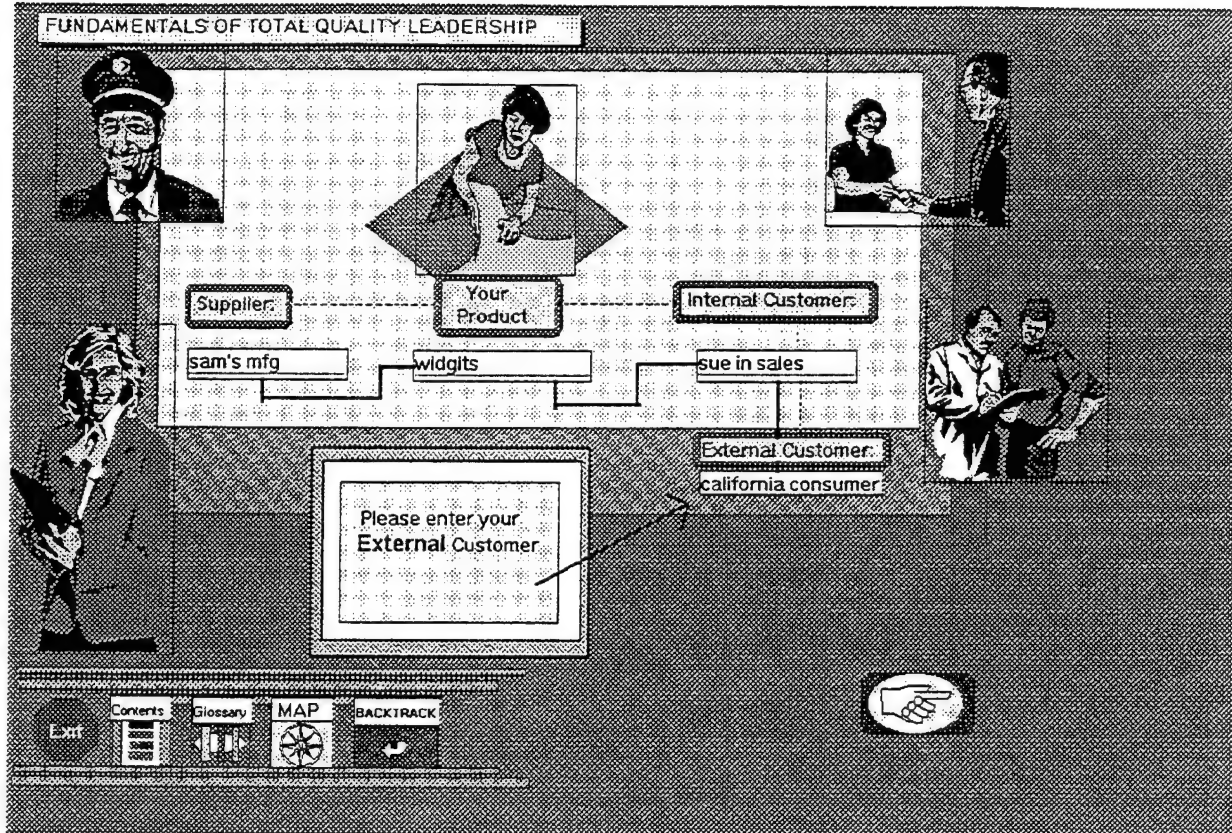 FUNDAMENTALS OF TOTAL QUALITY LEADERSHIP
Supplier:
Your
Product
Internal Customer:
sam's mfg
widgits
sue in sales
External Customer:
california consumer
Please enter your
External Customer
Exit
Contents
Glossary
MAP
BACKTRACK